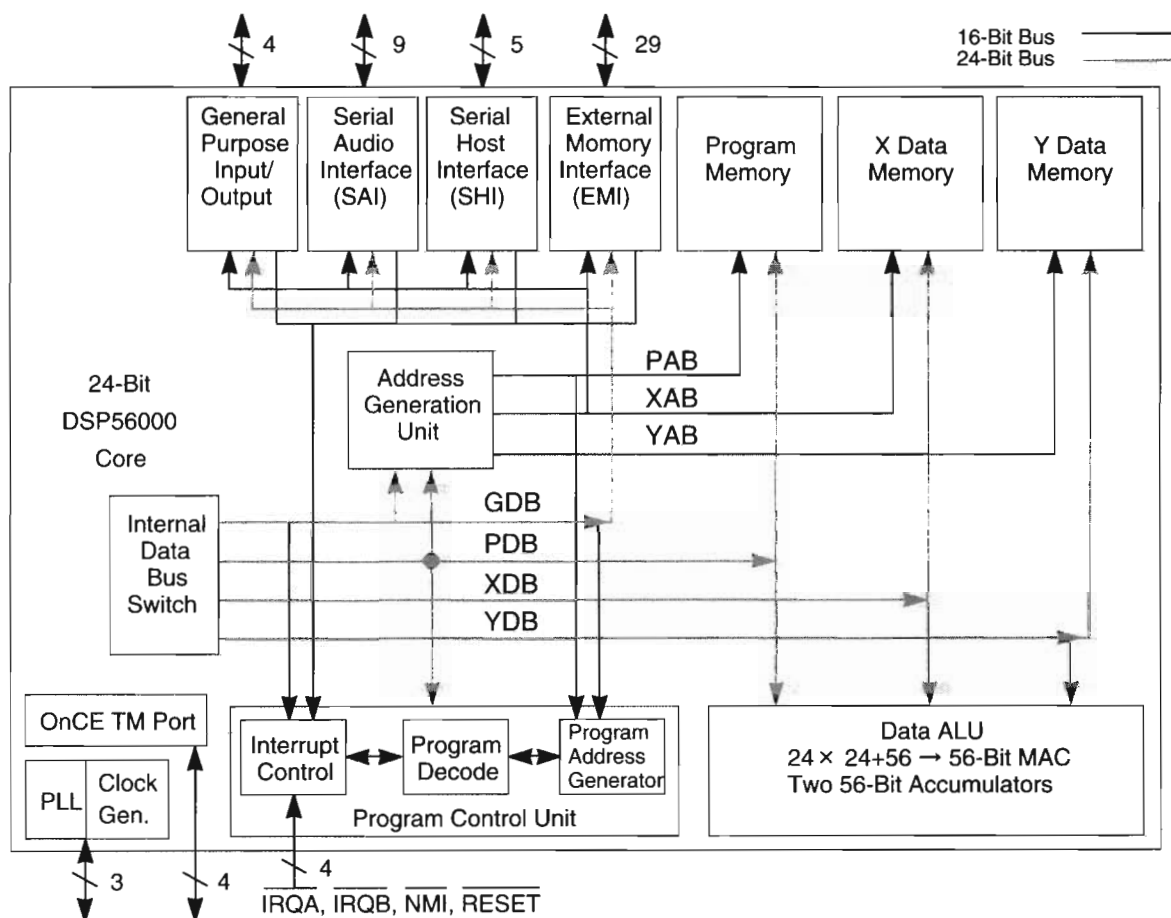 4
9
5
29
16-Bit Bus
24-Bit Bus
General
Purpose
Input/
Output
Serial
Audio
Interface
(SAI)
Serial
Host
Interface
(SHI)
External
Momory
Interface
(EMI)
Program
Memory
X Data
Memory
Y Data
Memory
24-Bit
DSP56000
Core
Address
Generation
Unit
PAB
XAB
YAB
Internal
Data
Bus
Switch
GDB
PDB
XDB
YDB
OnCE TM Port
PLL
Clock
Gen.
Interrupt
Control
Program
Decode
Program
Address
Generator
Program Control Unit
Data ALU
24 × 24+56 → 56-Bit MAC
Two 56-Bit Accumulators
3
4
4
IRQA, IRQB, NMI, RESET